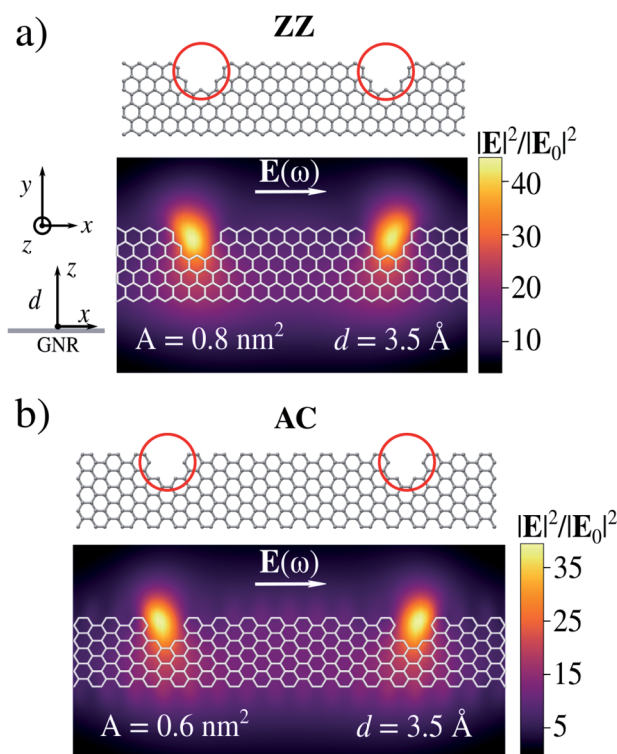 a)
ZZ
|E|²/|E₀|²
E(ω)
40
30
20
10
y
x
z
z
d
x
GNR
A = 0.8 nm²
d = 3.5 Å
b)
AC
|E|²/|E₀|²
E(ω)
35
25
15
5
A = 0.6 nm²
d = 3.5 Å